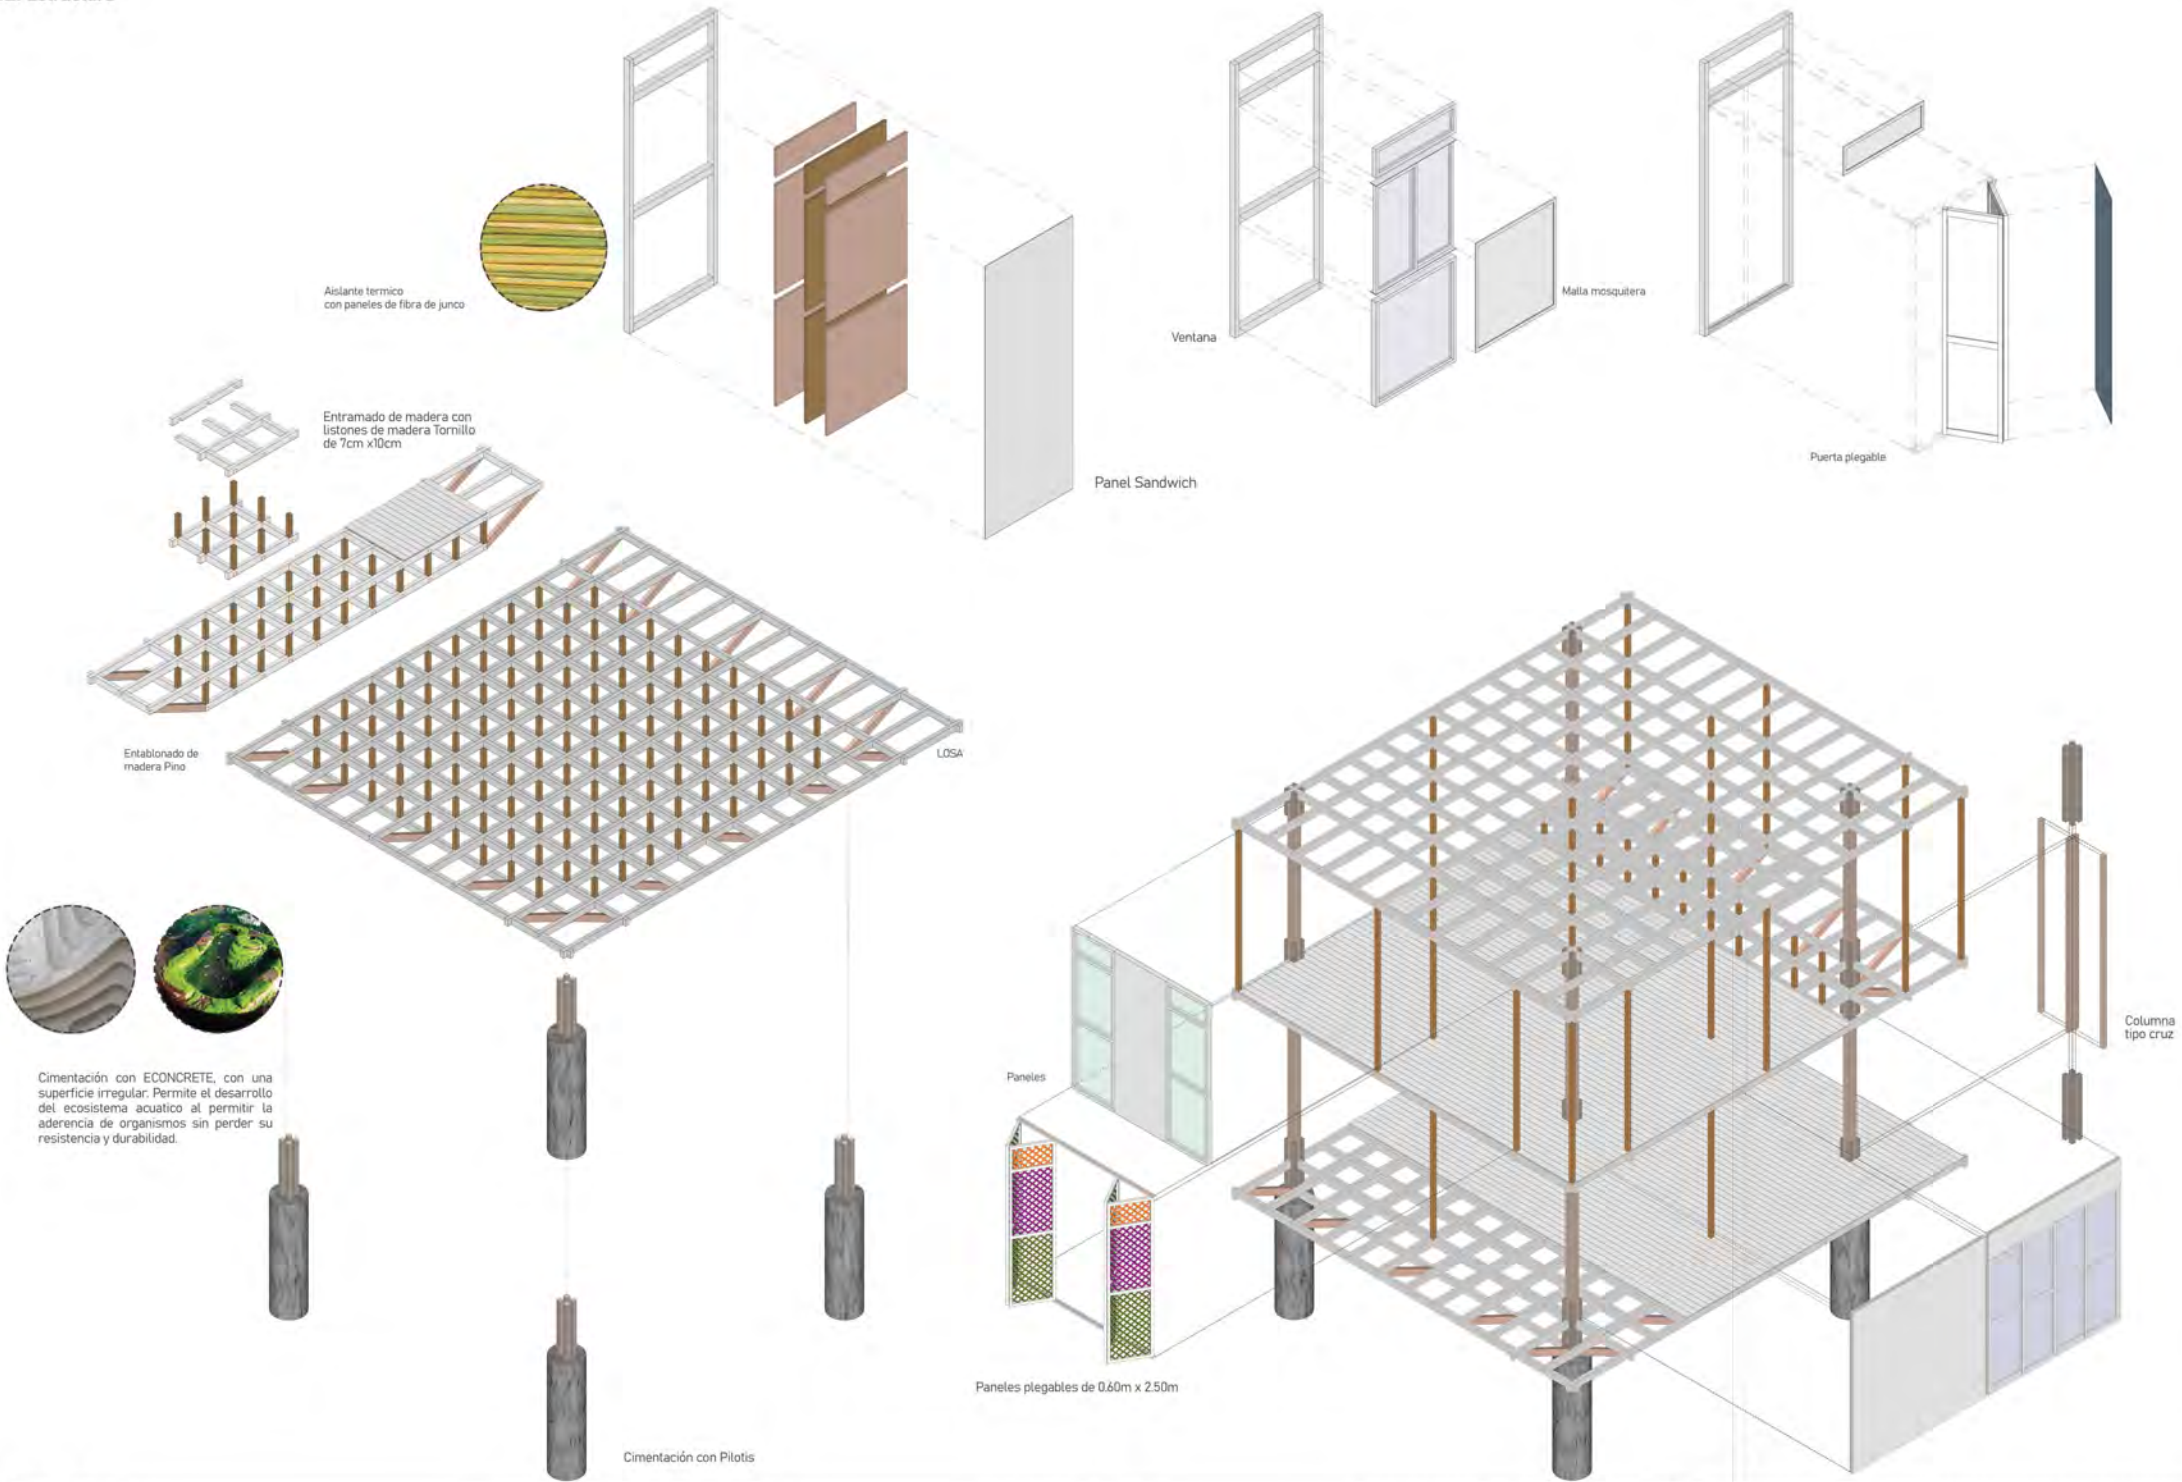 Aislante termico
con paneles de fibra de junco
Ventana
Malla mosquitera
Puerta plegable
Panel Sandwich
Entramado de madera con
listones de madera Tornillo
de 7cm x10cm
Entablonado de
madera Pino
LOSA
Cimentación con ECONCRETE, con una
superficie irregular. Permite el desarrollo
del ecosistema acuatico al permitir la
aderencia de organismos sin perder su
resistencia y durabilidad.
Paneles
Columna
tipo cruz
Paneles plegables de 0.60m x 2.50m
Cimentación con Pilotis